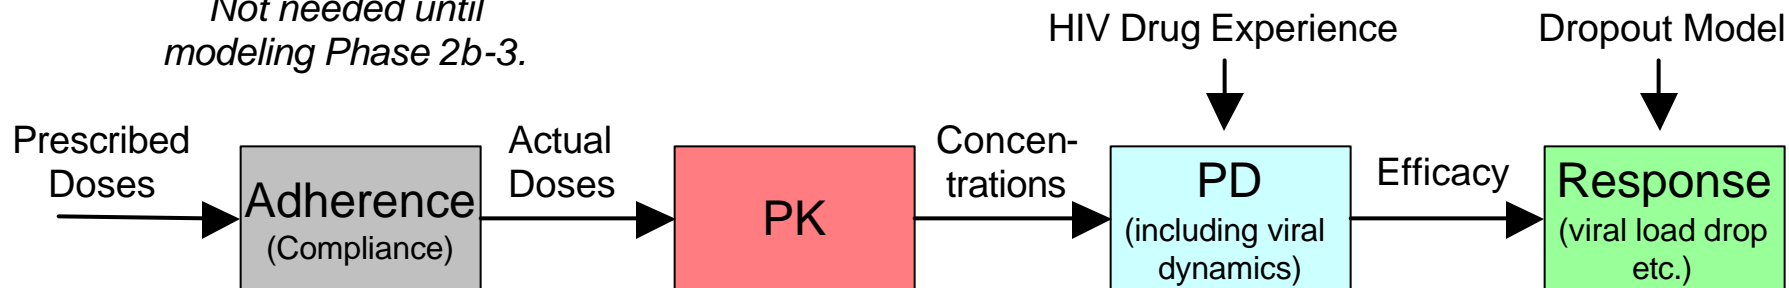 Not needed until
modeling Phase 2b-3.
HIV Drug Experience
Dropout Model
Prescribed
Doses
Adherence
(Compliance)
Actual
Doses
PK
Concen-
trations
PD
(including viral
dynamics)
Efficacy
Response
(viral load drop
etc.)